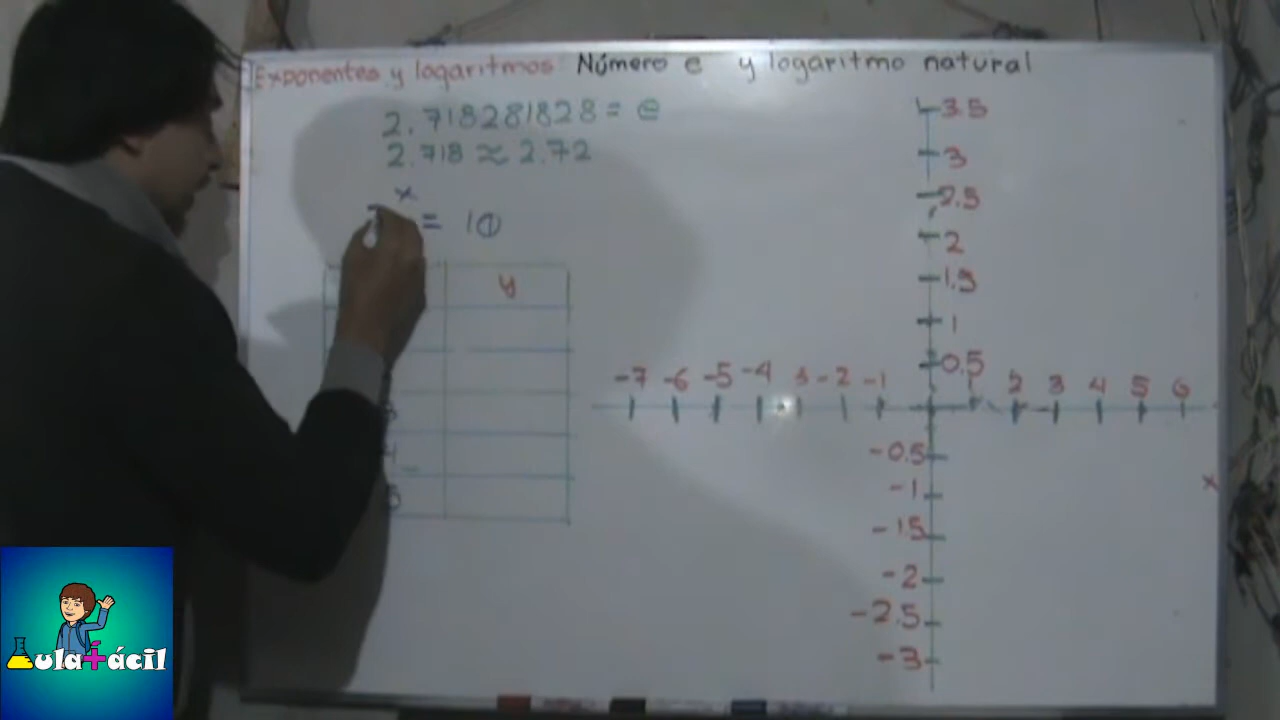 Exponentes y logaritmos: Número e y logaritmo natural
2.718281828 = e
2.718 ≈ 2.72
x
= 10
y
3.5
3
2.5
2
1.5
1
0.5
-7 -6 -5 -4 3 -2 -1 2 3 4 5 6
-0.5
-1
x
-1.5
-2
-2.5
-3
Aula+ácil